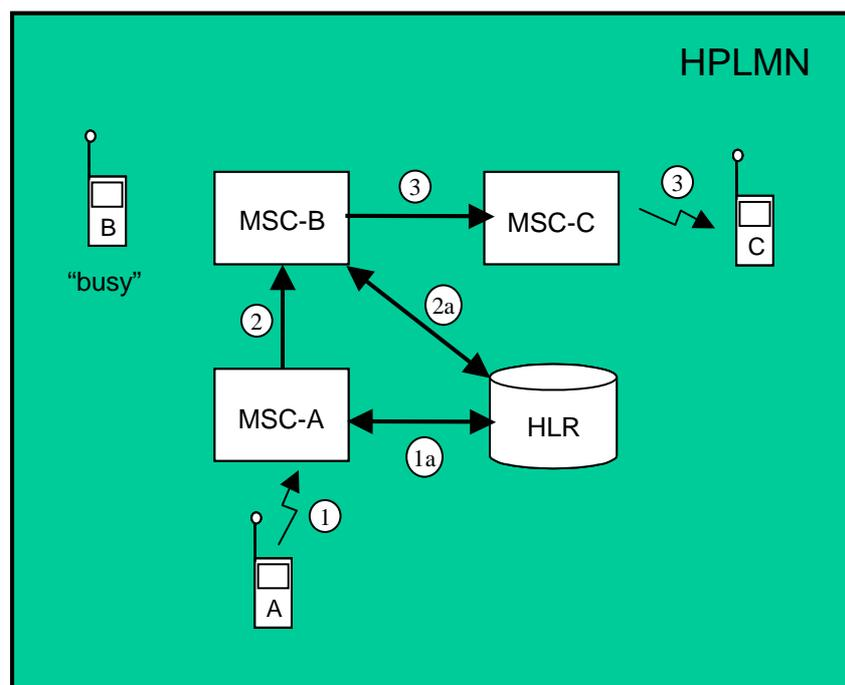 HPLMN
B
“busy”
MSC-B
3
MSC-C
3
C
2
2a
MSC-A
1a
HLR
1
A